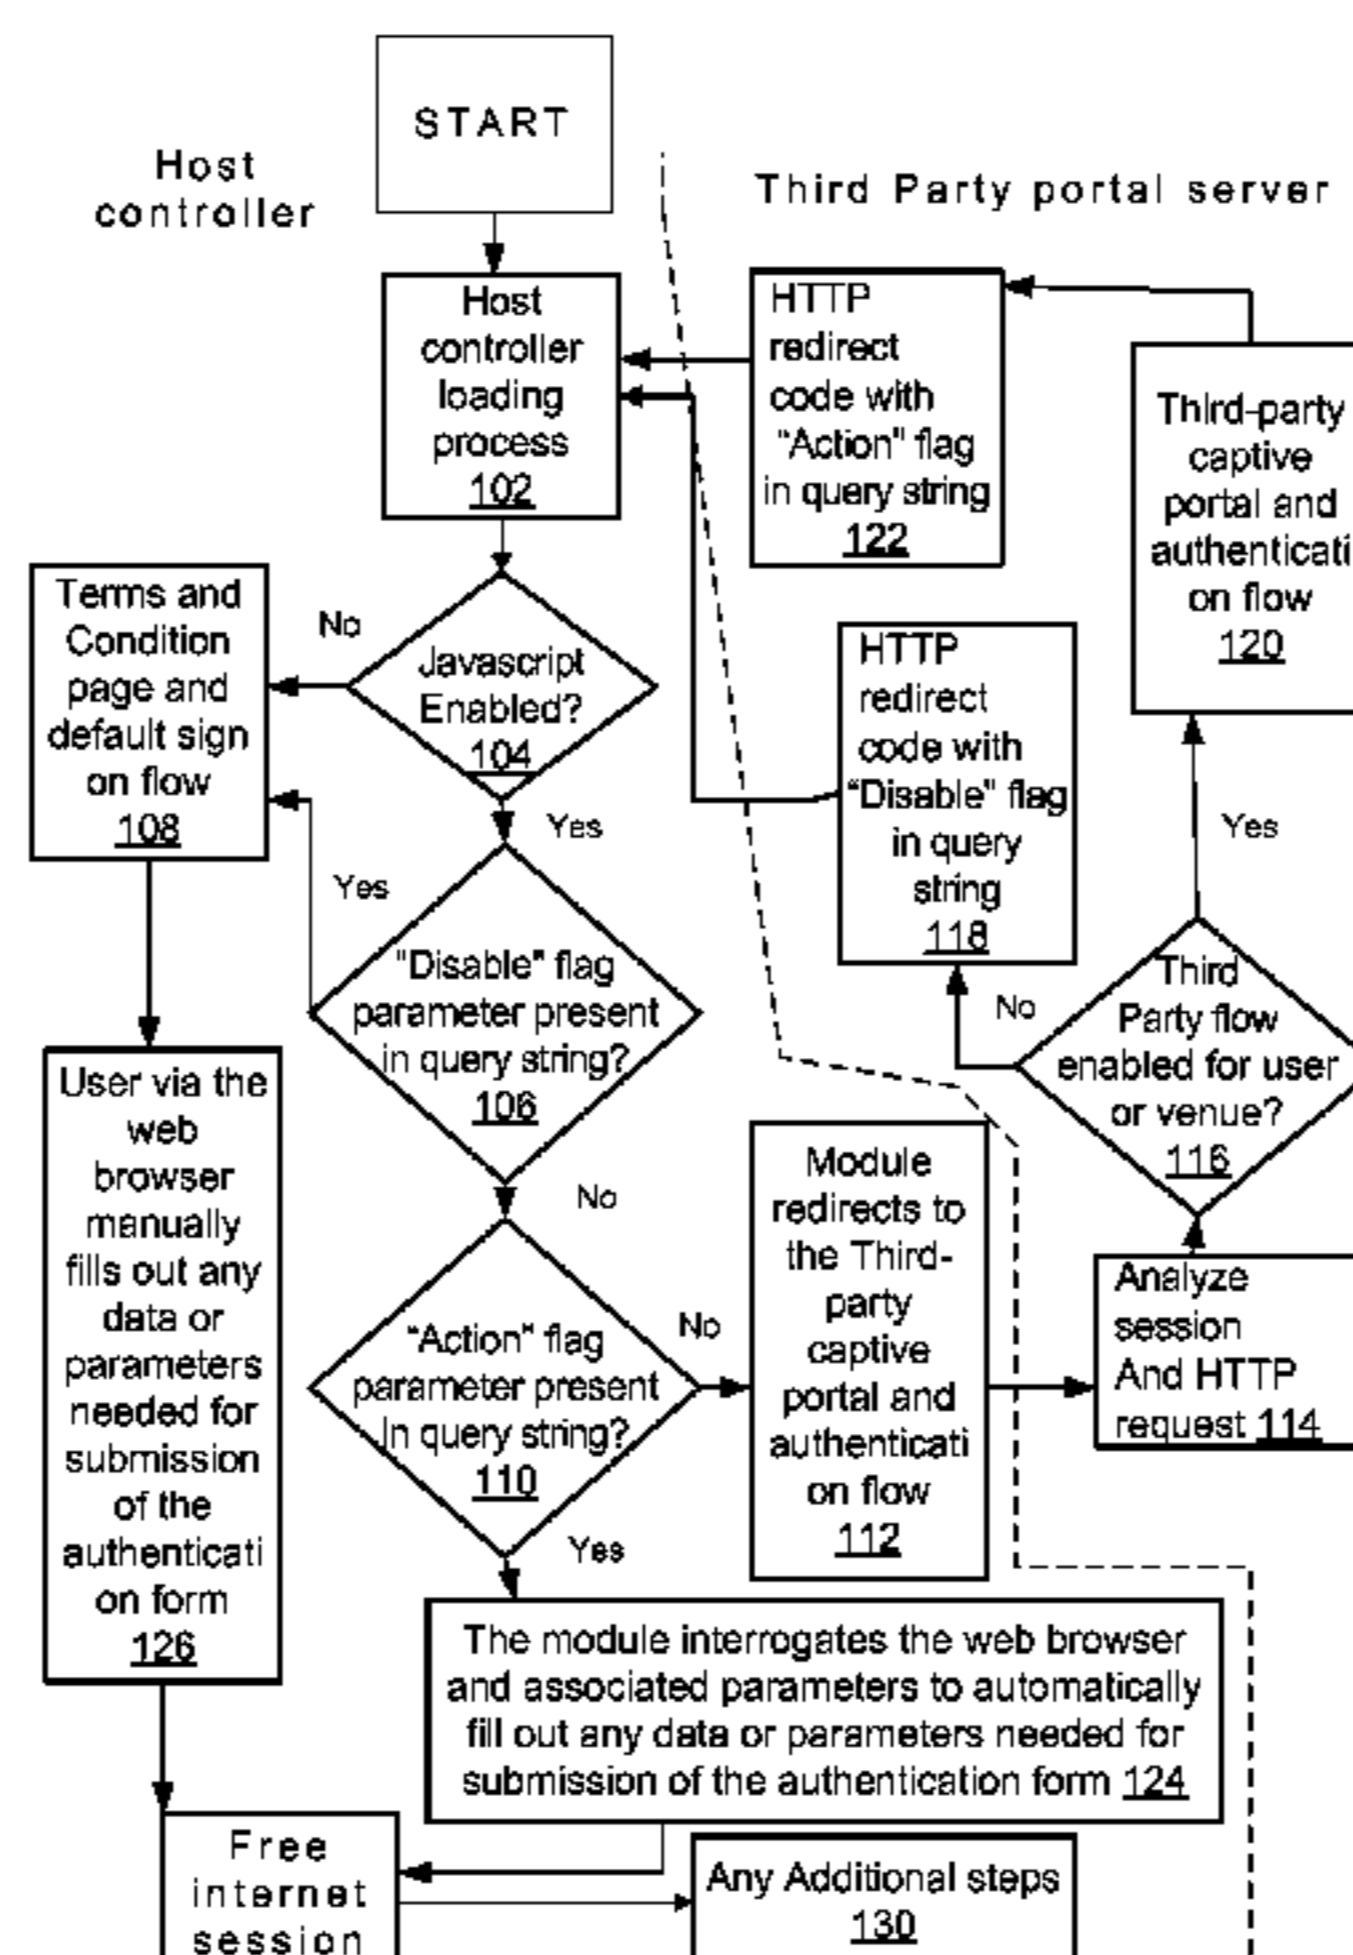 START
Host
controller
Third Party portal server
Host
controller
loading
process
102
HTTP
redirect
code with
"Action" flag
in query string
122
Third-party
captive
portal and
authenticati
on flow
120
Terms and
Condition
page and
default sign
on flow
108
No
Javascript
Enabled?
104
Yes
HTTP
redirect
code with
"Disable" flag
in query
string
118
Yes
Yes
"Disable" flag
parameter present
in query string?
106
No
No
Third
Party flow
enabled for user
or venue?
116
User via the
web
browser
manually
fills out any
data or
parameters
needed for
submission
of the
authenticati
on form
126
"Action" flag
parameter present
In query string?
110
No
Yes
Module
redirects to
the Third-
party
captive
portal and
authenticati
on flow
112
Analyze
session
And HTTP
request 114
The module interrogates the web browser
and associated parameters to automatically
fill out any data or parameters needed for
submission of the authentication form 124
Free
internet
session
Any Additional steps
130